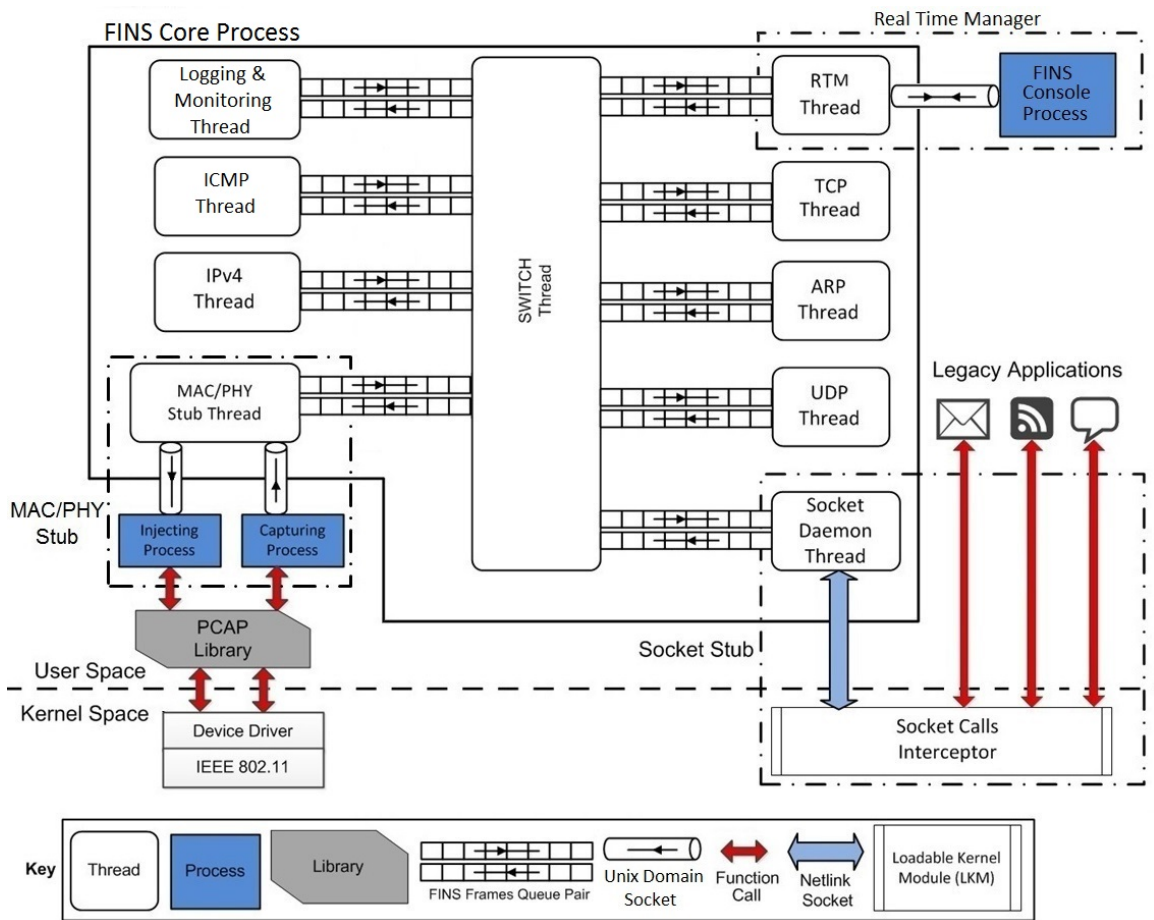 Real Time Manager
FINS Core Process
Logging &
Monitoring
Thread
RTM
Thread
FINS
Console
Process
ICMP
Thread
TCP
Thread
IPv4
Thread
SWITCH
Thread
ARP
Thread
MAC/PHY
Stub Thread
UDP
Thread
Legacy Applications
MAC/PHY
Stub
Injecting
Process
Capturing
Process
Socket
Daemon
Thread
PCAP
Library
User Space
Socket Stub
Kernel Space
Device Driver
IEEE 802.11
Socket Calls
Interceptor
Key
Thread
Process
Library
FINS Frames Queue Pair
Unix Domain
Socket
Function
Call
Netlink
Socket
Loadable Kernel
Module (LKM)